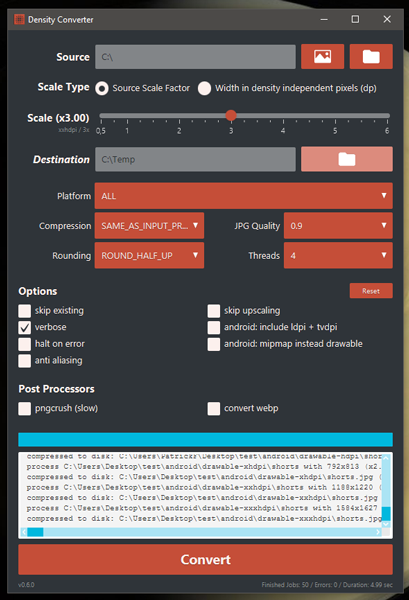 Density Converter
Source C:\
Scale Type Source Scale Factor Width in density independent pixels (dp)
Scale (x3.00)
xxhdpi / 3x
0,5 1 2 3 4 5 6
Destination C:\Temp
Platform ALL
Compression SAME_AS_INPUT_PR... JPG Quality 0.9
Rounding ROUND_HALF_UP Threads 4
Options Reset
skip existing skip upscaling
verbose android: include ldpi + tvdpi
halt on error android: mipmap instead drawable
anti aliasing
Post Processors
pngcrush (slow) convert webp
compressed to disk: C:\Users\Patricks\Desktop\test\android\drawable-hdpi\shor
process C:\Users\Desktop\test\android\drawable-xhdpi\shorts with 792x813 (x2.
compressed to disk: C:\Users\Desktop\test\android\drawable-xhdpi\shorts.jpg (
process C:\Users\Desktop\test\android\drawable-xxhdpi\shorts with 1188x1220 (
compressed to disk: C:\Users\Desktop\test\android\drawable-xxhdpi\shorts.jpg
process C:\Users\Desktop\test\android\drawable-xxxhdpi\shorts with 1584x1627
compressed to disk: C:\Users\Desktop\test\android\drawable-xxxhdpi\shorts.jpg
Convert
v0.6.0 Finished Jobs: 50 / Errors: 0 / Duration: 4.99 sec